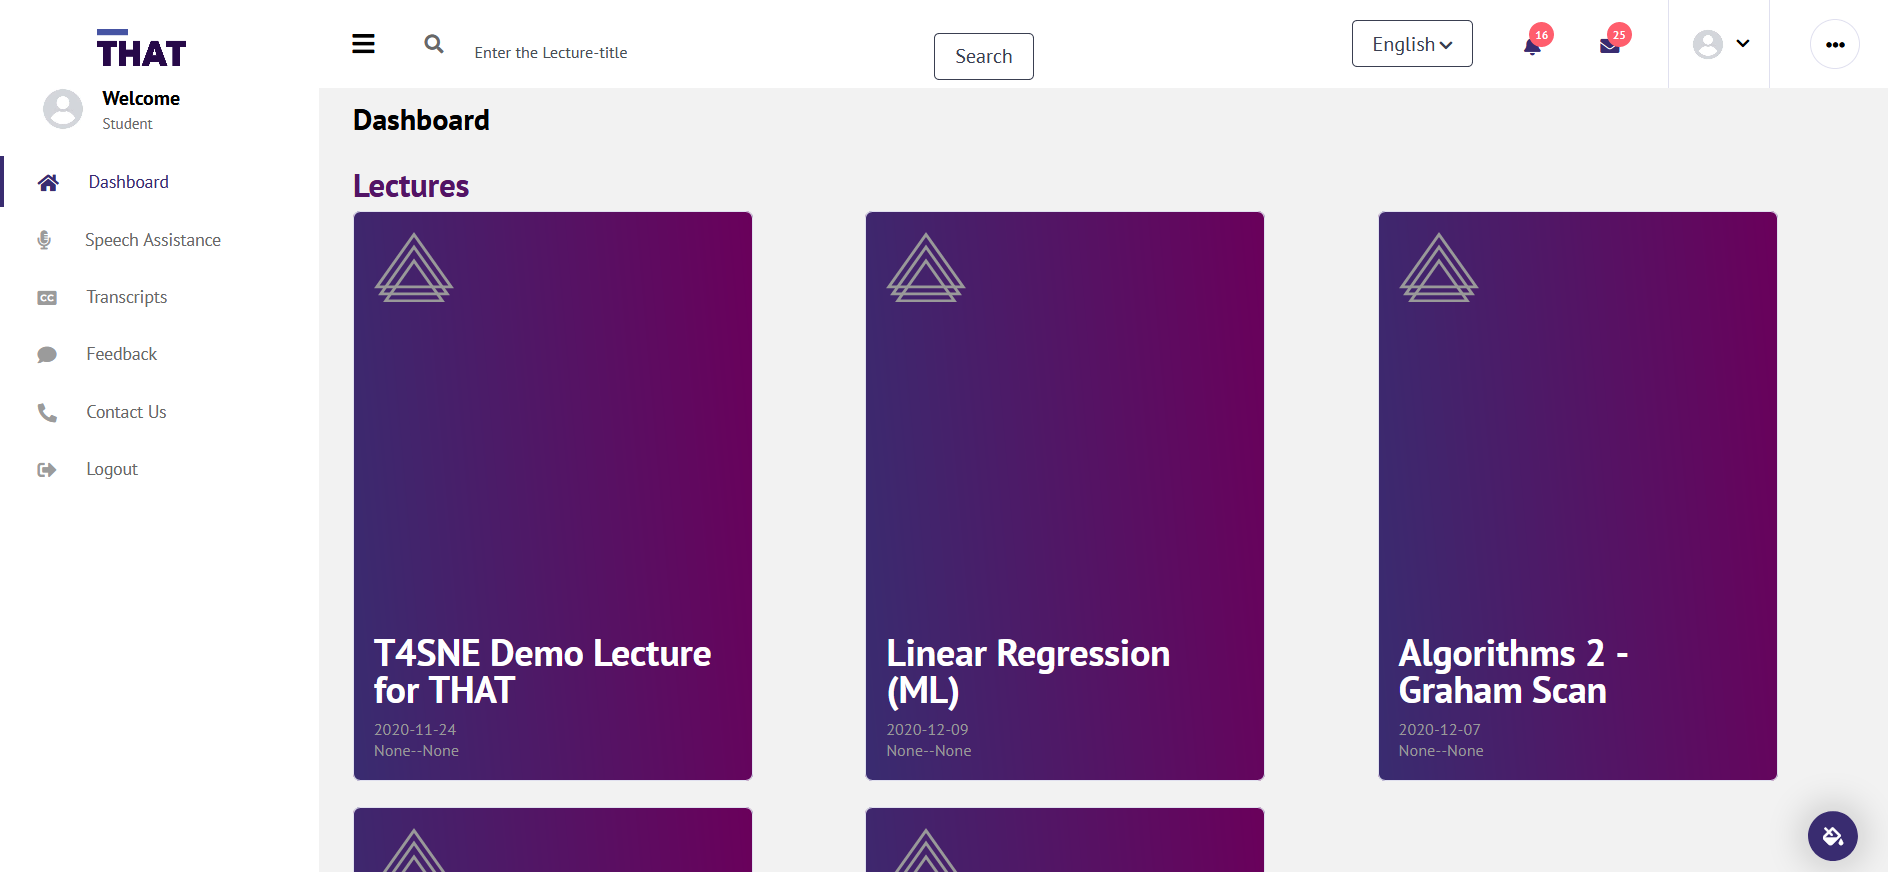 THAT
Welcome
Student
Dashboard
Speech Assistance
CC
Transcripts
Feedback
Contact Us
Logout
Enter the Lecture-title
Search
English
16
25
Dashboard
Lectures
T4SNE Demo Lecture
for THAT
2020-11-24
None--None
Linear Regression
(ML)
2020-12-09
None--None
Algorithms 2 -
Graham Scan
2020-12-07
None--None